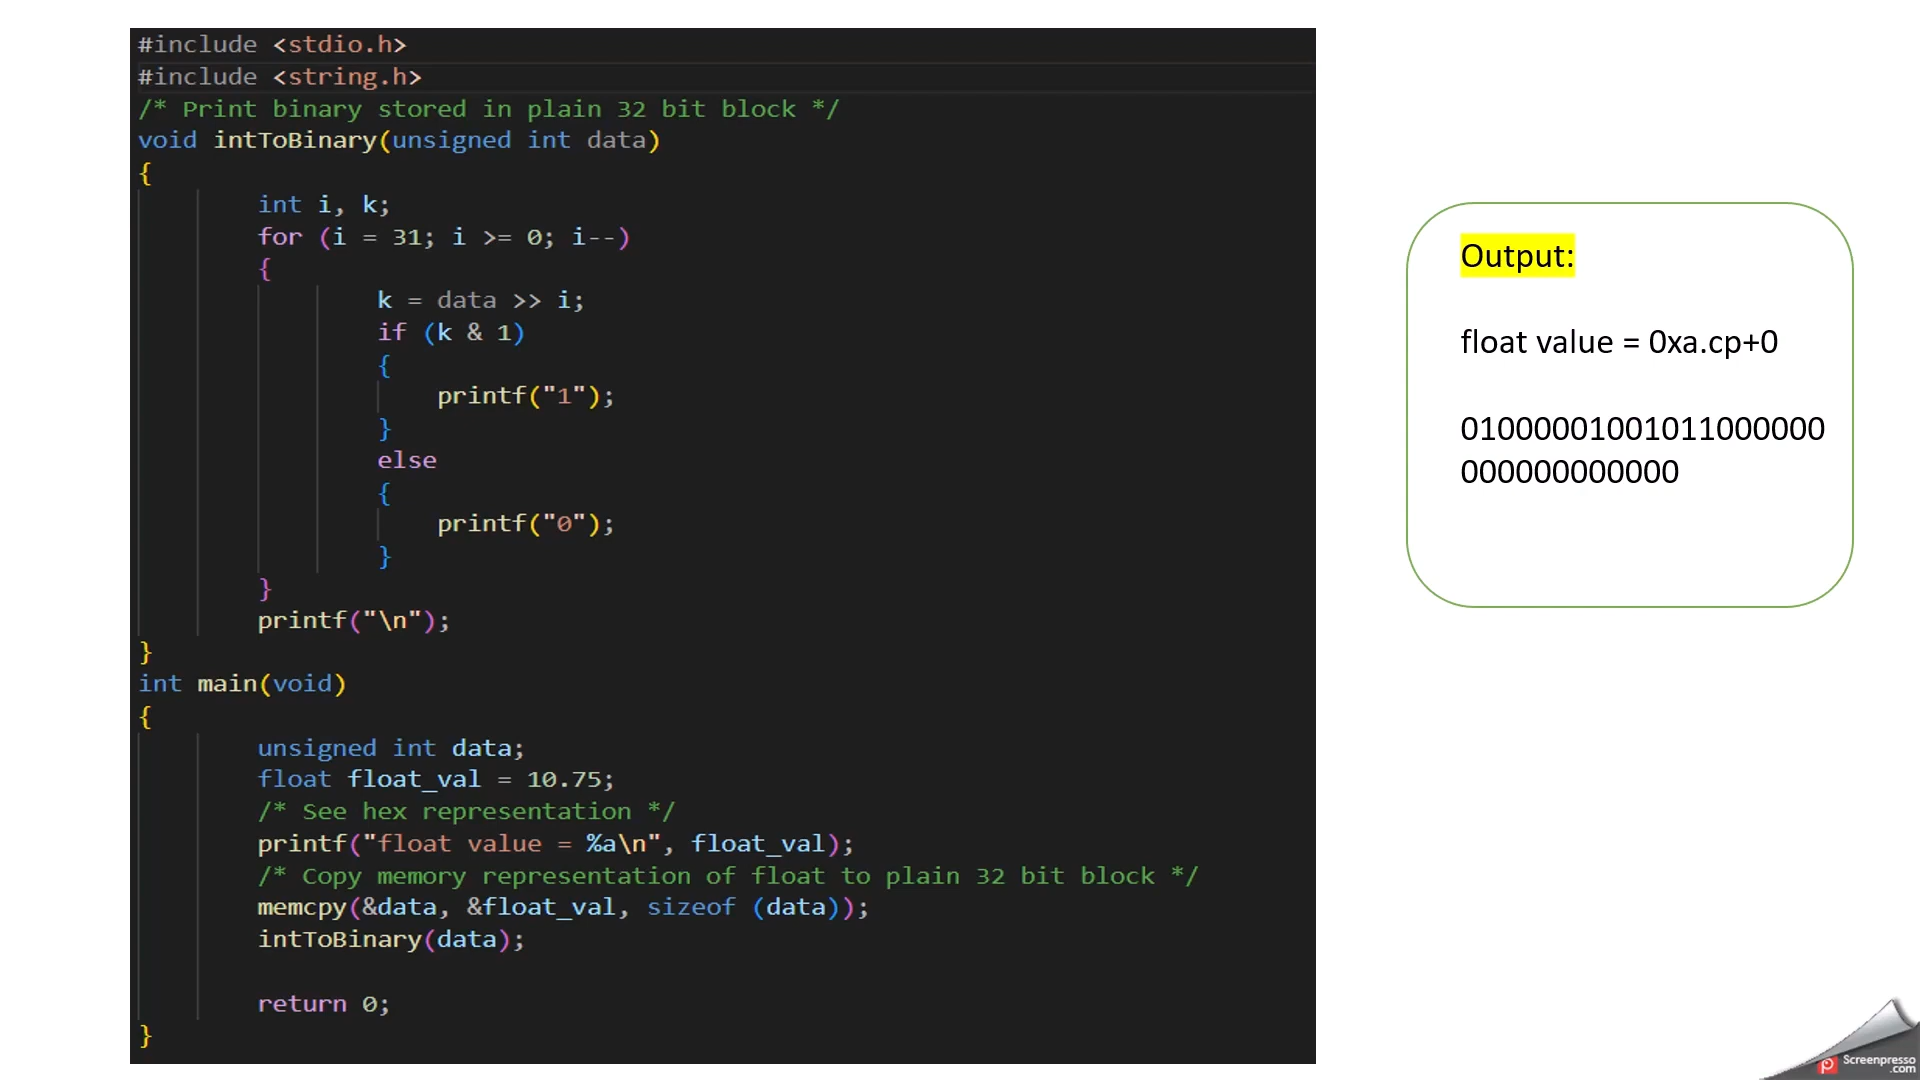 #include <stdio.h>
#include <string.h>
/* Print binary stored in plain 32 bit block */
void intToBinary(unsigned int data)
{
int i, k;
for (i = 31; i >= 0; i--)
{
k = data >> i;
if (k & 1)
{
printf("1");
}
else
{
printf("0");
}
}
printf("\n");
}
int main(void)
{
unsigned int data;
float float_val = 10.75;
/* See hex representation */
printf("float value = %a\n", float_val);
/* Copy memory representation of float to plain 32 bit block */
memcpy(&data, &float_val, sizeof (data));
intToBinary(data);
return 0;
}
Output:
float value = 0xa.cp+0
01000001001011000000
000000000000
Screenpresso
.com